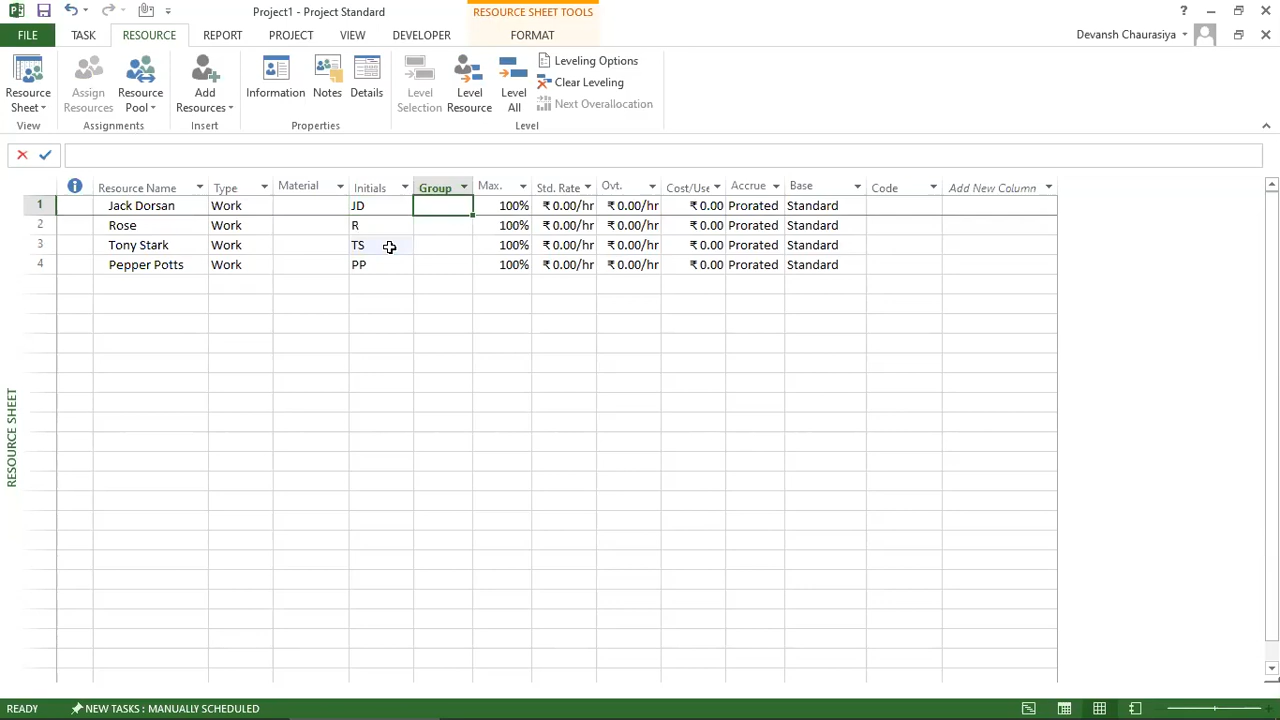 Project1 - Project Standard
RESOURCE SHEET TOOLS
?
FILE TASK RESOURCE REPORT PROJECT VIEW DEVELOPER FORMAT
Devansh Chaurasiya
Resource Sheet
Assign Resources
Resource Pool
Add Resources
Information
Notes
Details
Level Selection
Level Resource
Level All
Leveling Options
Clear Leveling
Next Overallocation
View Assignments Insert Properties Level
Resource Name Type Material Initials Group Max. Std. Rate Ovt. Cost/Use Accrue Base Code Add New Column
1 Jack Dorsan Work JD 100% ₹ 0.00/hr ₹ 0.00/hr ₹ 0.00 Prorated Standard
2 Rose Work R 100% ₹ 0.00/hr ₹ 0.00/hr ₹ 0.00 Prorated Standard
3 Tony Stark Work TS 100% ₹ 0.00/hr ₹ 0.00/hr ₹ 0.00 Prorated Standard
4 Pepper Potts Work PP 100% ₹ 0.00/hr ₹ 0.00/hr ₹ 0.00 Prorated Standard
RESOURCE SHEET
READY NEW TASKS : MANUALLY SCHEDULED